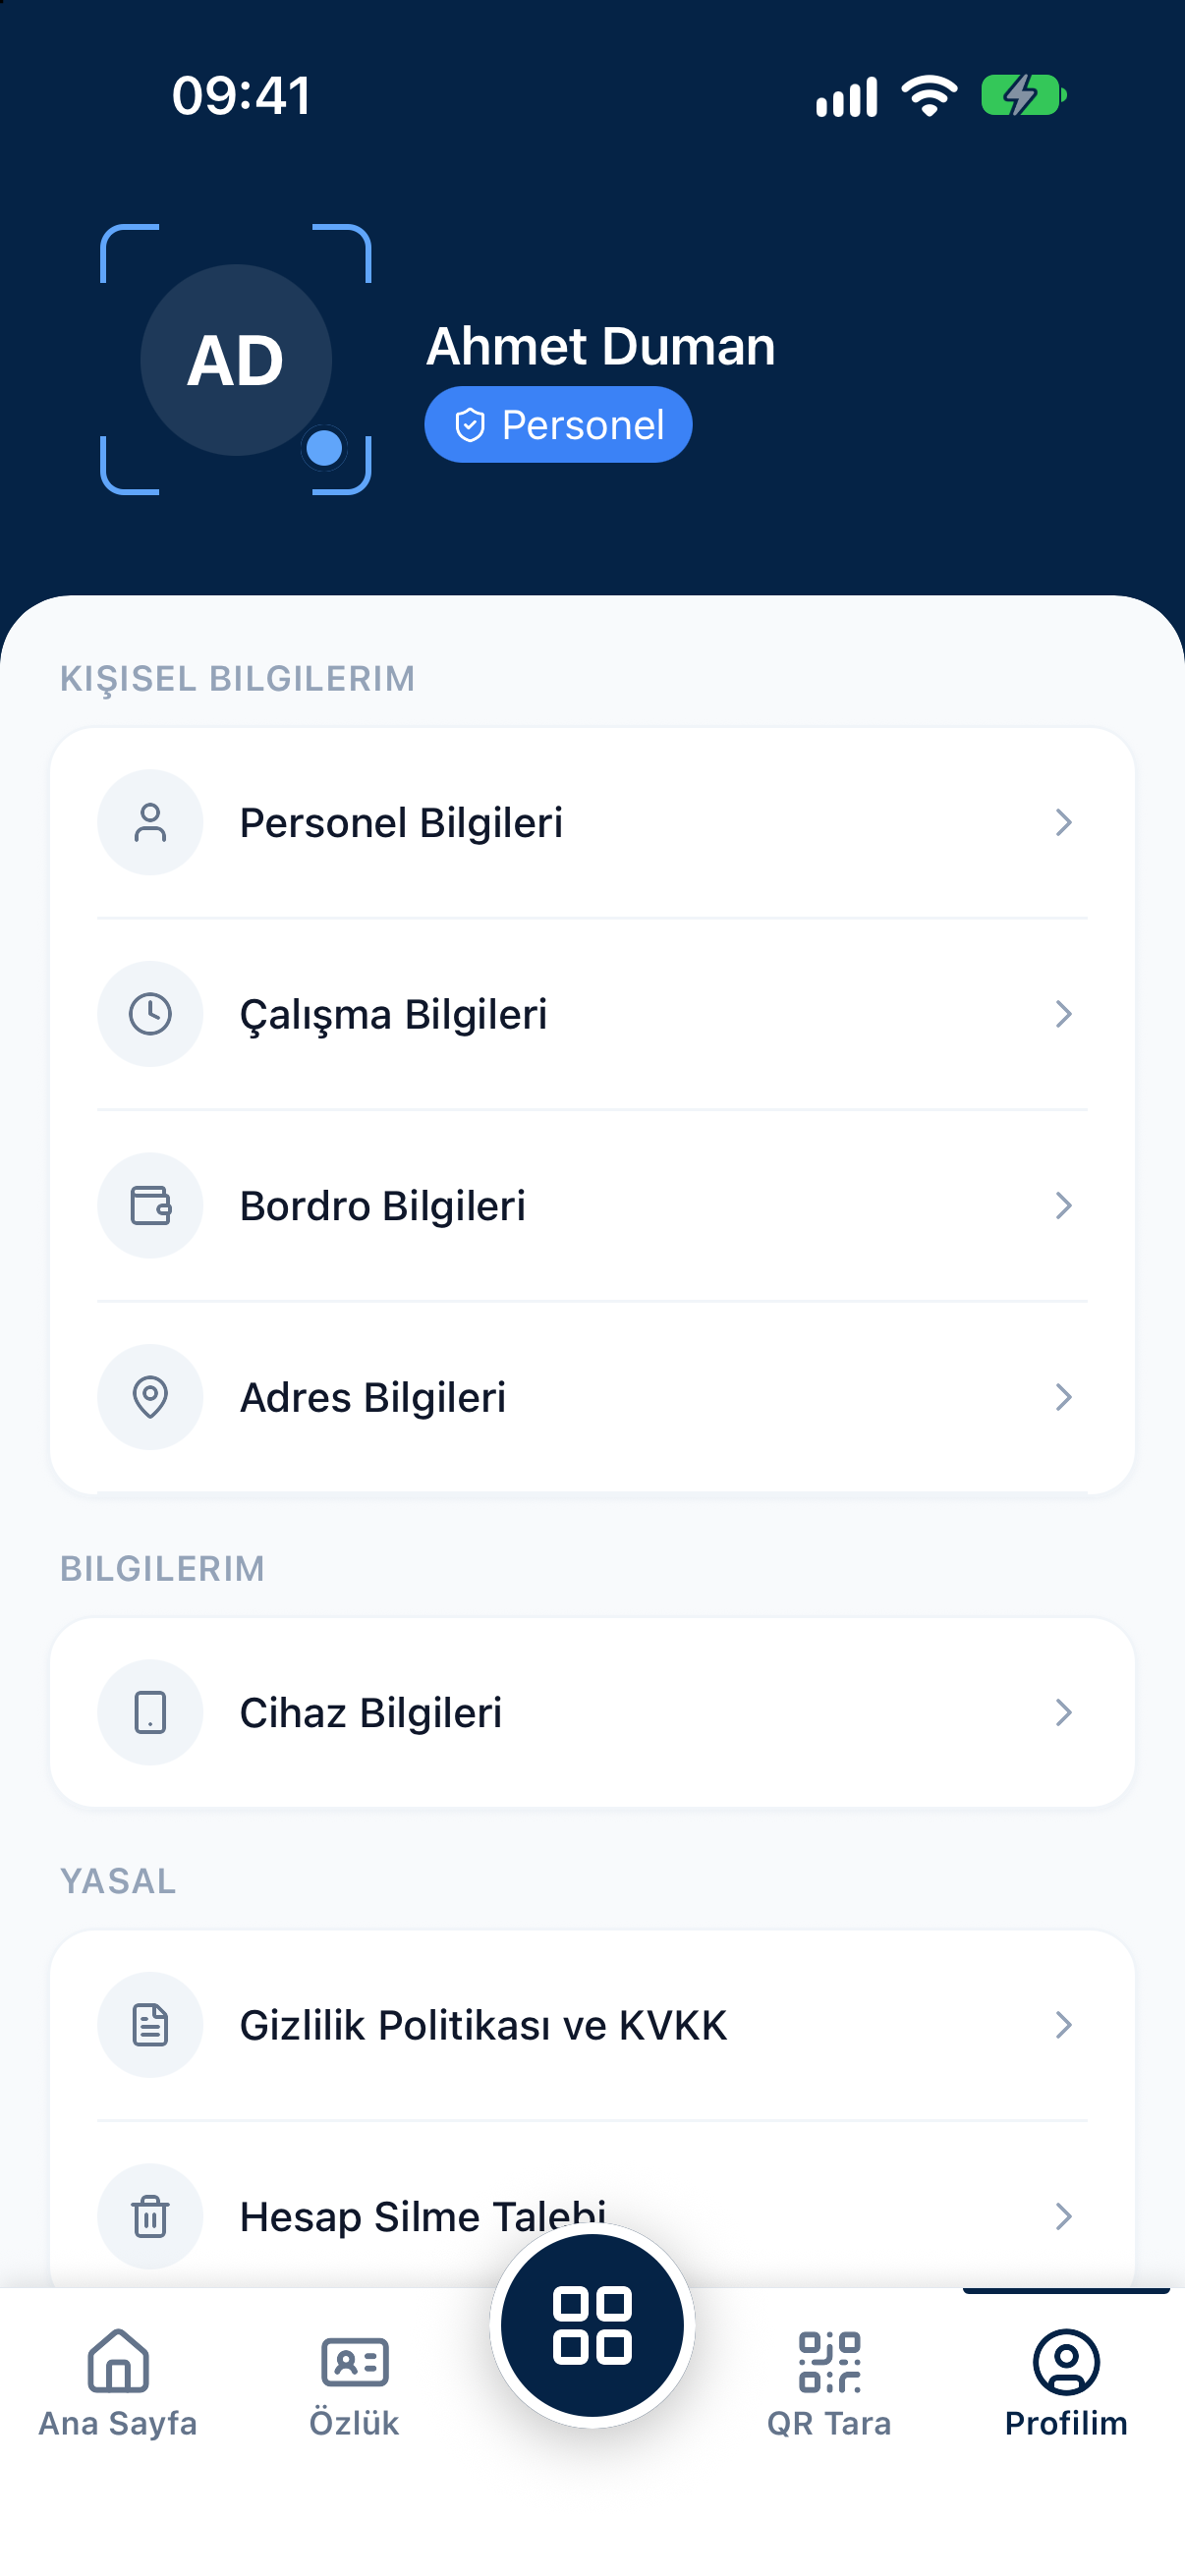 09:41
AD
Ahmet Duman
Personel
KIŞISEL BILGILERIM
Personel Bilgileri
Çalışma Bilgileri
Bordro Bilgileri
Adres Bilgileri
BILGILERIM
Cihaz Bilgileri
YASAL
Gizlilik Politikası ve KVKK
Hesap Silme Talebi
Ana Sayfa
Özlük
QR Tara
Profilim